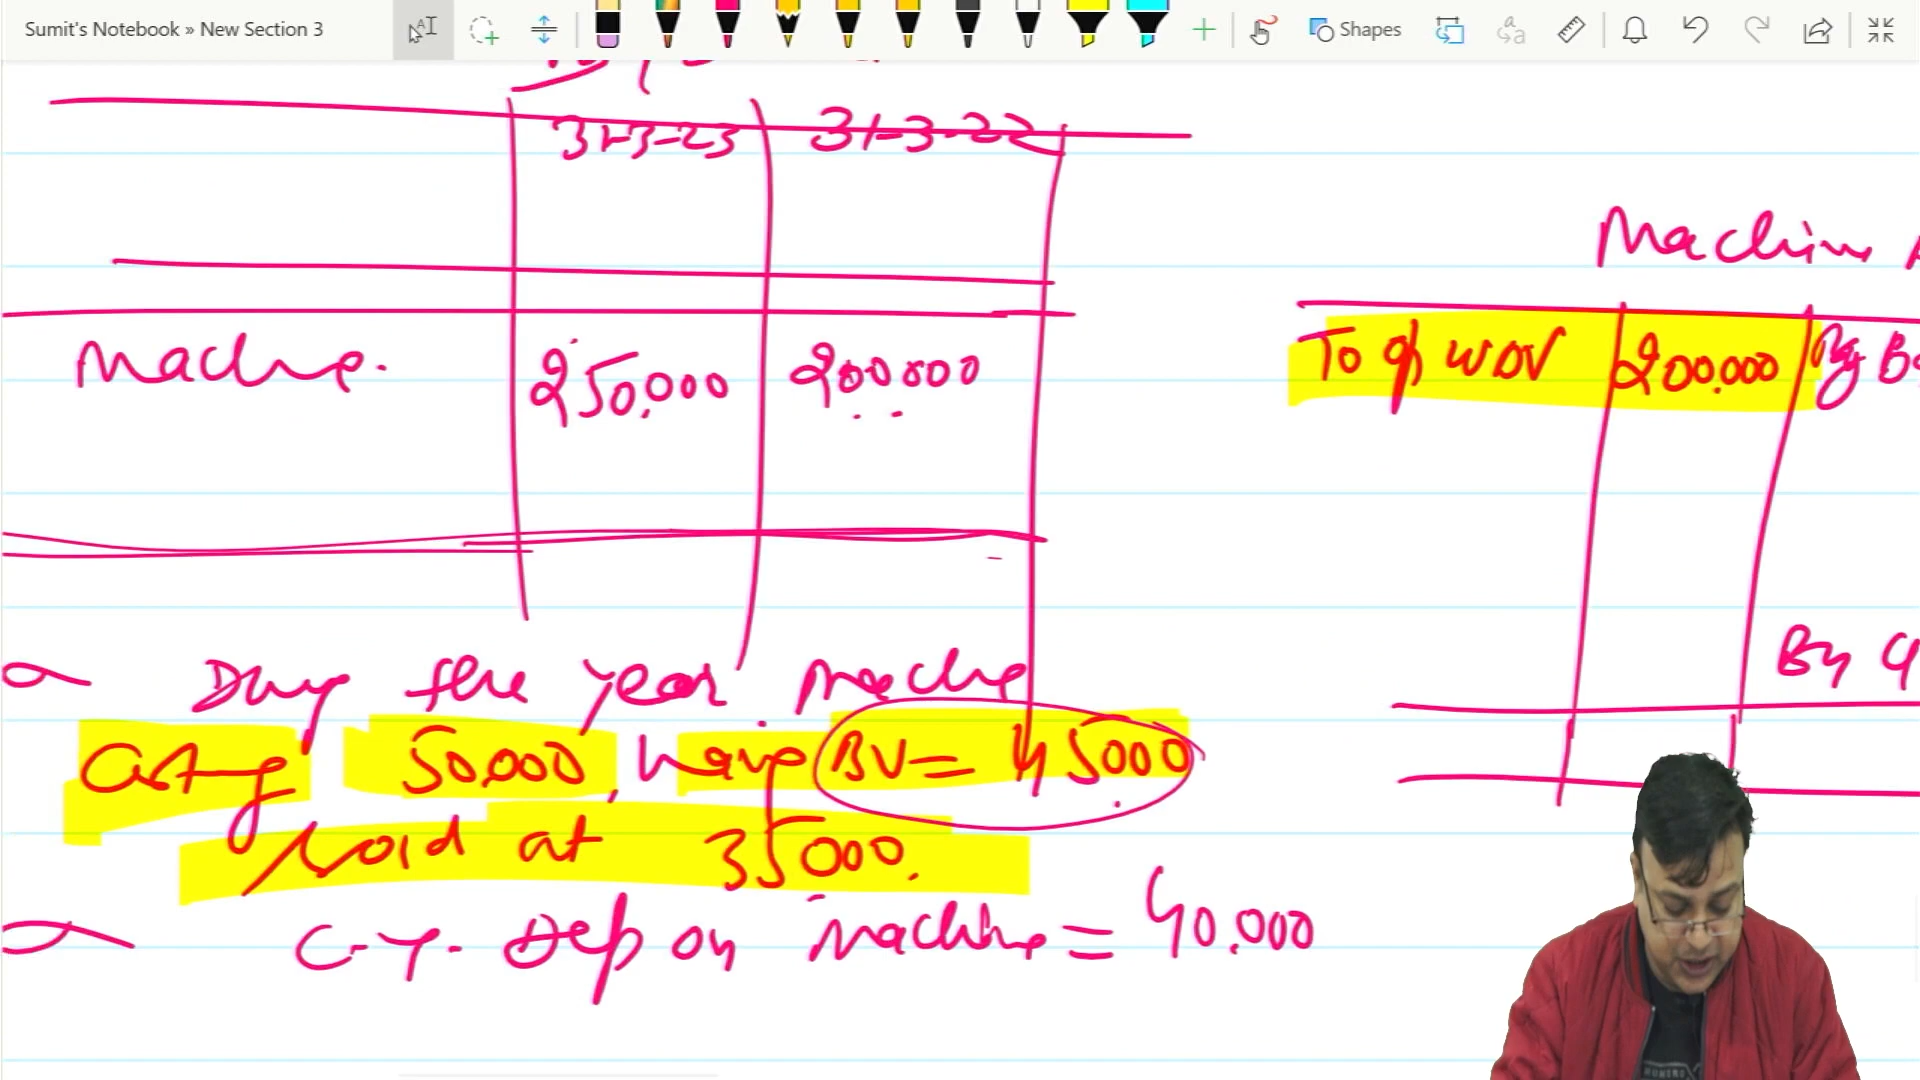 Sumit's Notebook » New Section 3
Shapes
31-3-23 31-3-22
Machine A
To op WDV 200.000 By B
Machine. 250,000 200.000
By C
During the year, Machine
Costing 50,000, having BV = 45000
sold at 35000.
C.Y. Dep on Machine = 40.000